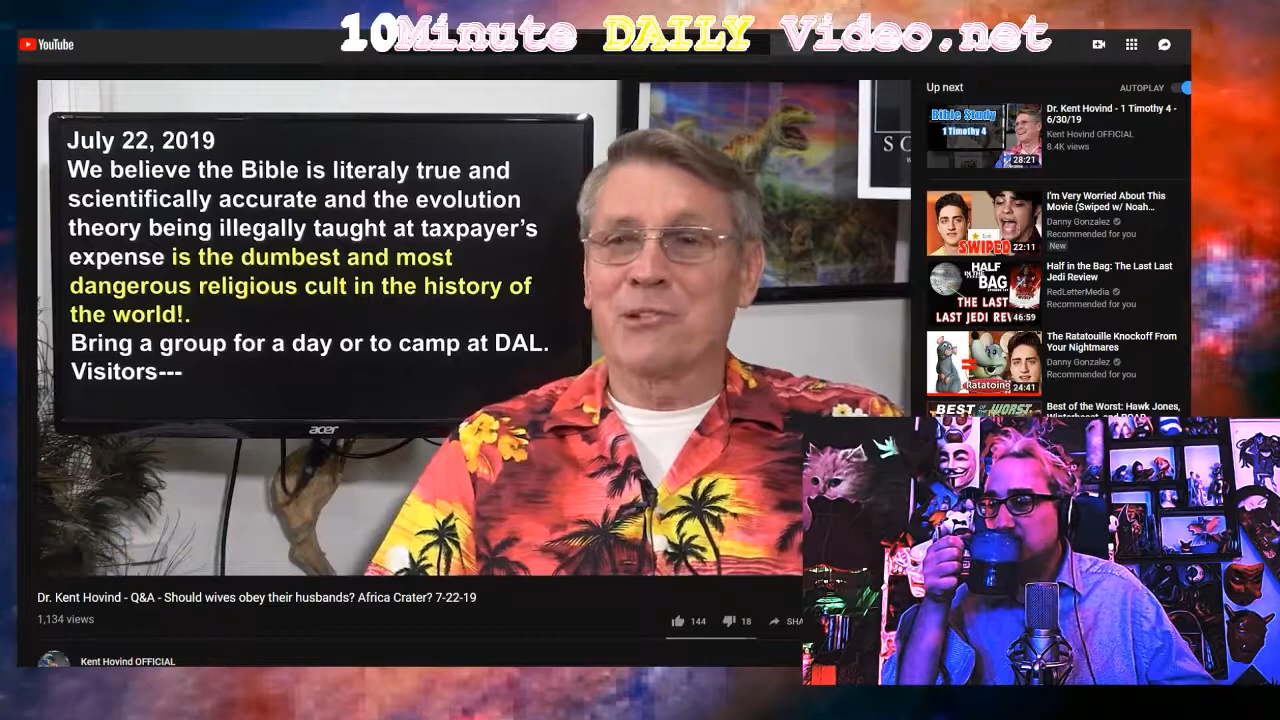 10Minute DAILY Video.net
YouTube
July 22, 2019
We believe the Bible is literaly true and
scientifically accurate and the evolution
theory being illegally taught at taxpayer's
expense is the dumbest and most
dangerous religious cult in the history of
the world!.
Bring a group for a day or to camp at DAL.
Visitors---
acer
Dr. Kent Hovind - Q&A - Should wives obey their husbands? Africa Crater? 7-22-19
1,134 views
144
18
SHA
Kent Hovind OFFICIAL
Up next
AUTOPLAY
Bible Study
1 Timothy 4
28:21
Dr. Kent Hovind - 1 Timothy 4 -
6/30/19
Kent Hovind OFFICIAL
8.4K views
SWIPED
22:11
I'm Very Worried About This
Movie (Swiped w/ Noah...
Danny Gonzalez
Recommended for you
New
HALF
IN THE
BAG
THE LAST
JEDI REV
46:59
Half in the Bag: The Last
Jedi Review
RedLetterMedia
Recommended for you
Ratatoing
24:41
The Ratatouille Knockoff From
Your Nightmares
Danny Gonzalez
Recommended for you
BEST OF THE WORST
Best of the Worst: Hawk Jones,